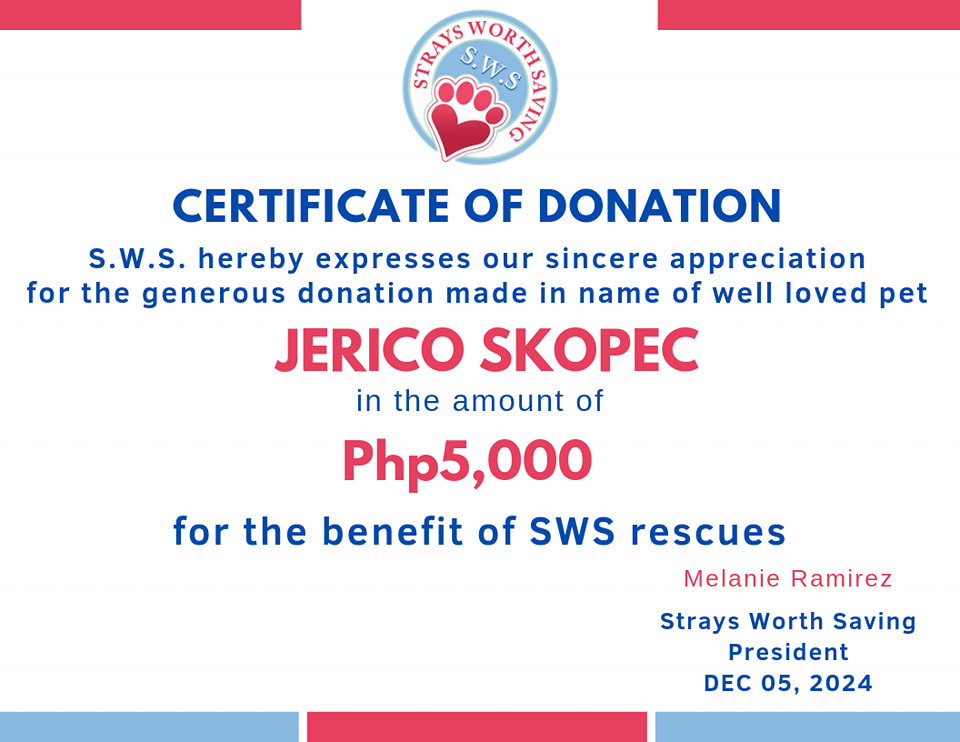 STRAYS WORTH SAVING
S.W.S
CERTIFICATE OF DONATION
S.W.S. hereby expresses our sincere appreciation
for the generous donation made in name of well loved pet
JERICO SKOPEC
in the amount of
Php5,000
for the benefit of SWS rescues
Melanie Ramirez
Strays Worth Saving
President
DEC 05, 2024